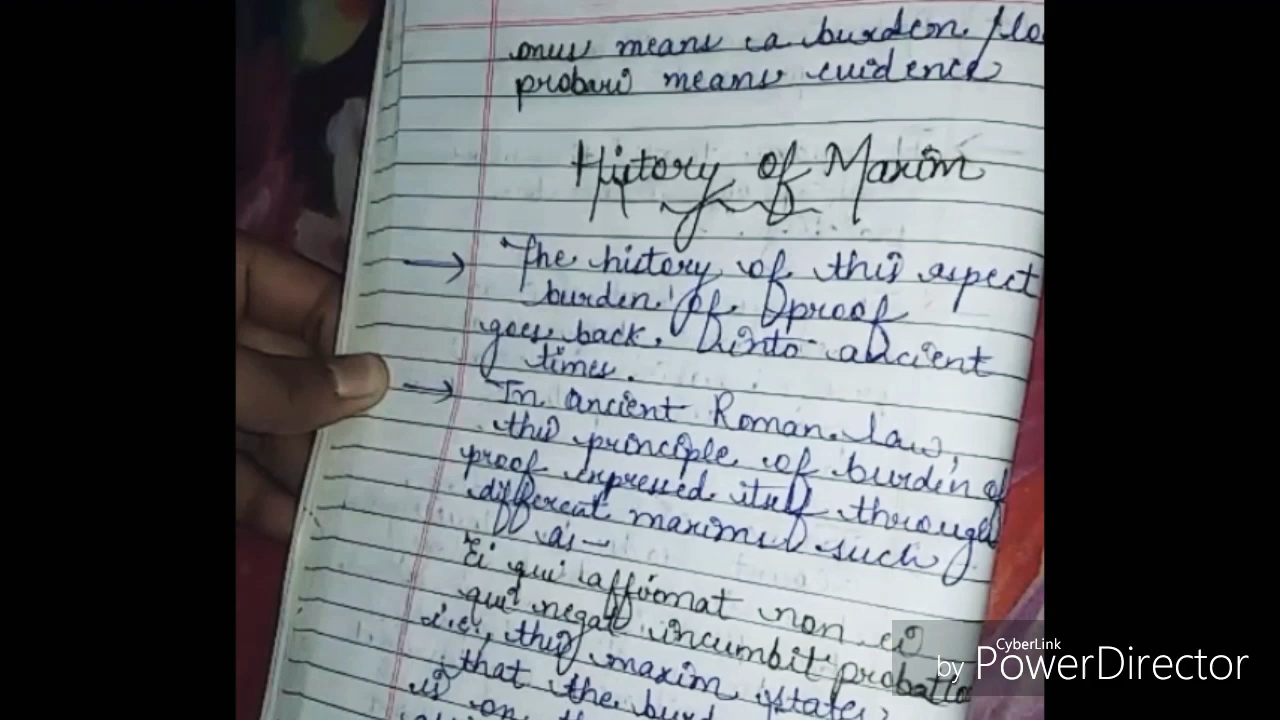 onus means a burden
probari means evidence
History of Maxim
→ The history of this aspect
burden of proof
goes back into ancient
times.
→ In ancient Roman law,
this principle of burden of
proof expressed itself through
different maxims such
as -
Ei qui affirmat non ei
qui negat incumbit probatio
i.e., this maxim states
that the burd
is on
CyberLink
by PowerDirector